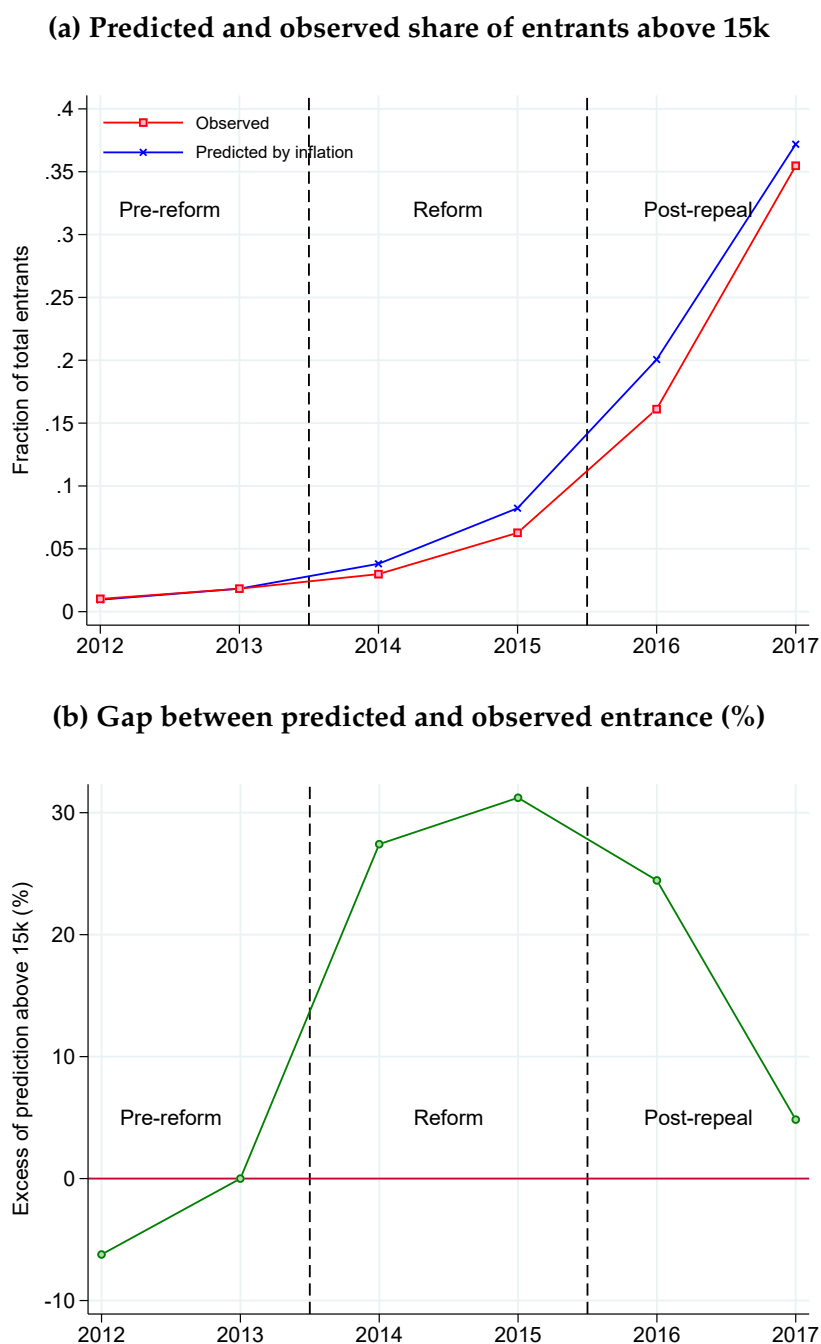 (a) Predicted and observed share of entrants above 15k
Observed
Predicted by inflation
Pre-reform
Reform
Post-repeal
Fraction of total entrants
.4
.35
.3
.25
.2
.15
.1
.05
0
2012
2013
2014
2015
2016
2017
(b) Gap between predicted and observed entrance (%)
Excess of prediction above 15k (%)
30
20
10
0
-10
Pre-reform
Reform
Post-repeal
2012
2013
2014
2015
2016
2017